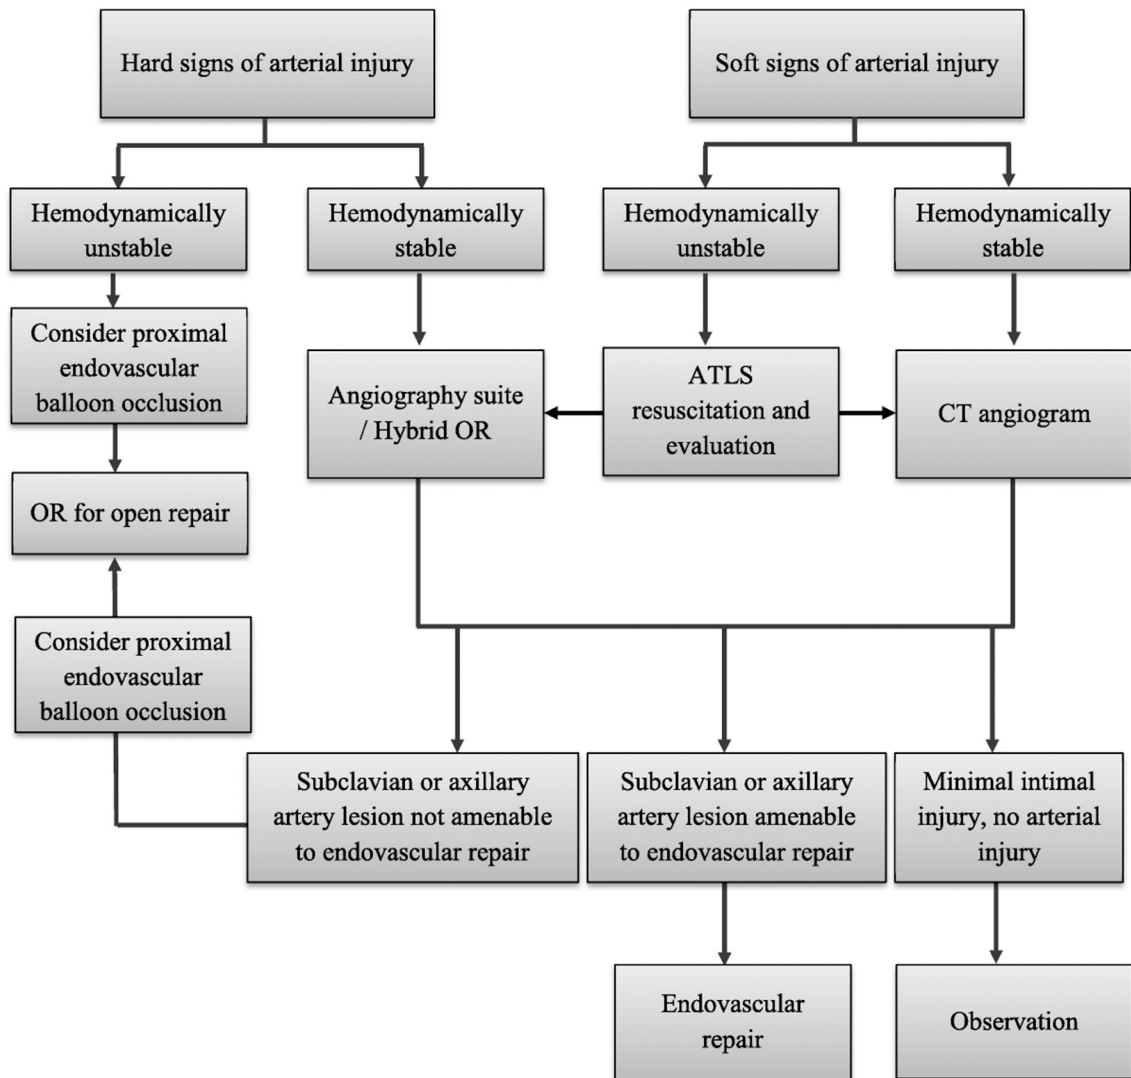 Hard signs of arterial injury
Soft signs of arterial injury
Hemodynamically
unstable
Hemodynamically
stable
Hemodynamically
unstable
Hemodynamically
stable
Consider proximal
endovascular
balloon occlusion
Angiography suite
/ Hybrid OR
ATLS
resuscitation and
evaluation
CT angiogram
OR for open repair
Consider proximal
endovascular
balloon occlusion
Subclavian or axillary
artery lesion not amenable
to endovascular repair
Subclavian or axillary
artery lesion amenable
to endovascular repair
Minimal intimal
injury, no arterial
injury
Endovascular
repair
Observation